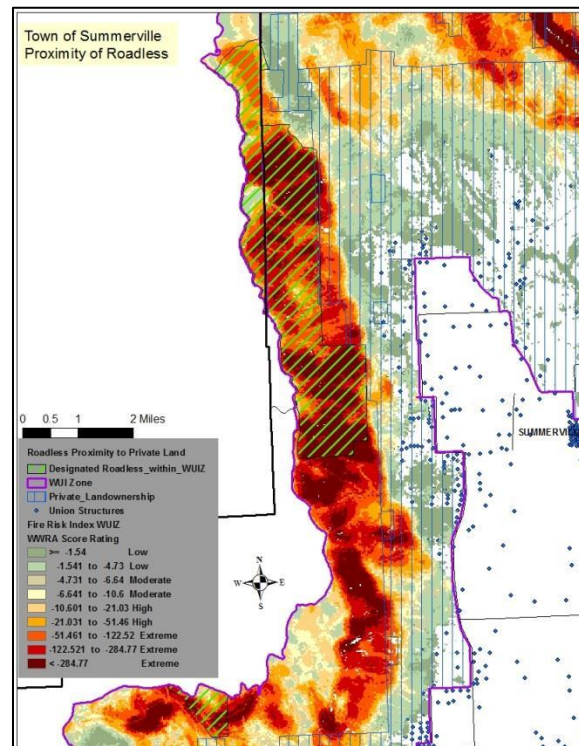 Town of Summerville
Proximity of Roadless
0 0.5 1 2 Miles
Roadless Proximity to Private Land
Designated Roadless_within_WUIZ
WUI Zone
Private_Landownership
Union Structures
Fire Risk Index WUIZ
WWRA Score Rating
>= -1.54 Low
-1.541 to -4.73 Low
-4.731 to -6.64 Moderate
-6.641 to -10.6 Moderate
-10.601 to -21.03 High
-21.031 to -51.46 High
-51.461 to -122.52 Extreme
-122.521 to -284.77 Extreme
< -284.77 Extreme
N
W E
S